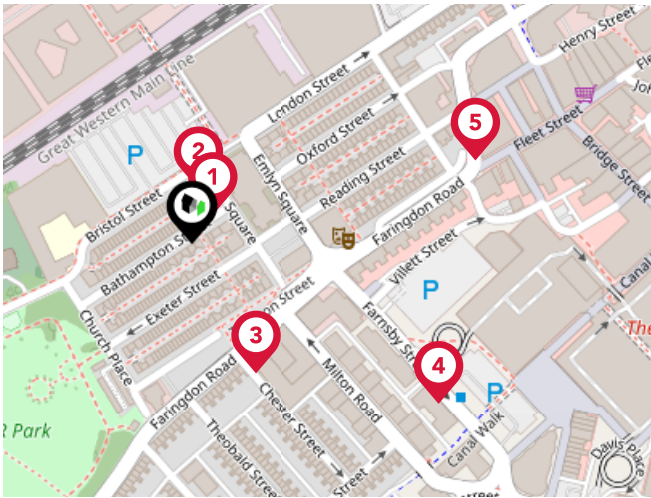 Henry Street
London Street
Great Western Main Line
P
Oxford Street
Fleet Street
5
2
1
Bridge Street
Emlyn Square
Reading Street
Bristol Street
Square
Faringdon Road
Bathampton
Villett Street
Exeter Street
P
The
Church Place
3
Farnsby
4
P
Milton Road
Faringdon Road
Chester Street
Park
Theobald Street
Canal Walk
Davis Place
Street